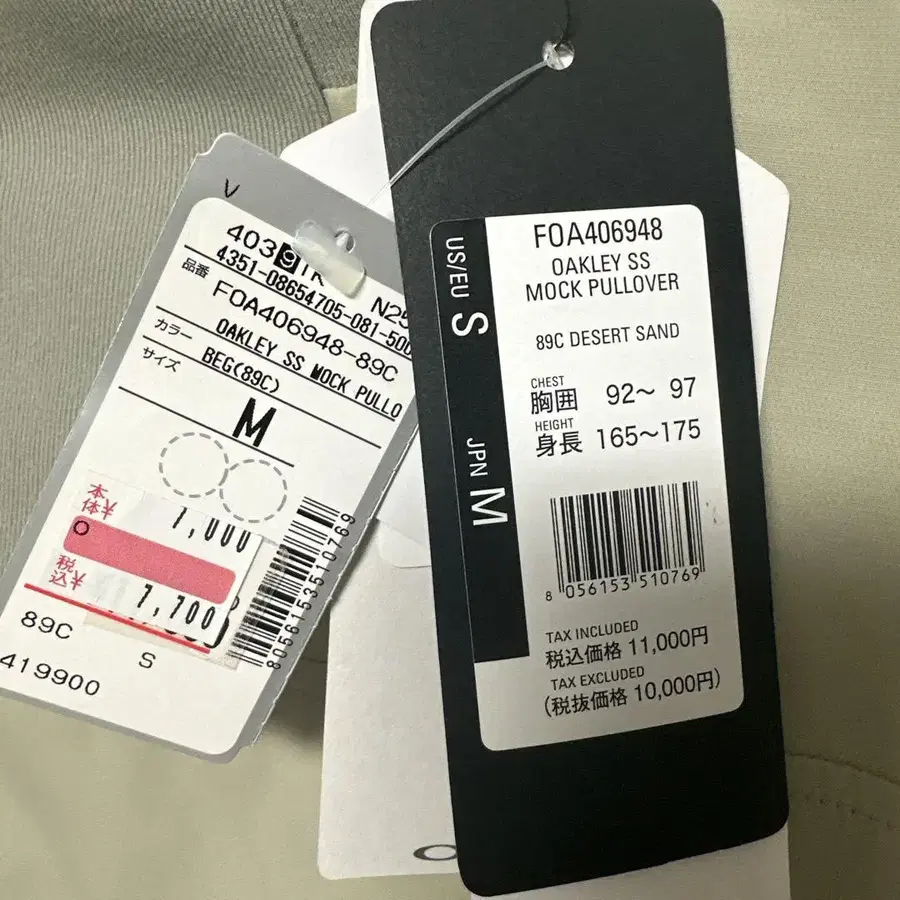 V
4039TK
4351-08654705-081-500
N25
品番
FOA406948-89C
OAKLEY SS MOCK PULLO
カラー
BEG(89C)
サイズ
M
本体¥
7,000
税込¥
7,700
8056153510769
89C
S
419900
FOA406948
OAKLEY SS
MOCK PULLOVER
89C DESERT SAND
US/EU S
JPN M
CHEST
胸囲 92〜 97
HEIGHT
身長 165〜175
8 056153 510769
TAX INCLUDED
税込価格 11,000円
TAX EXCLUDED
(税抜価格 10,000円)